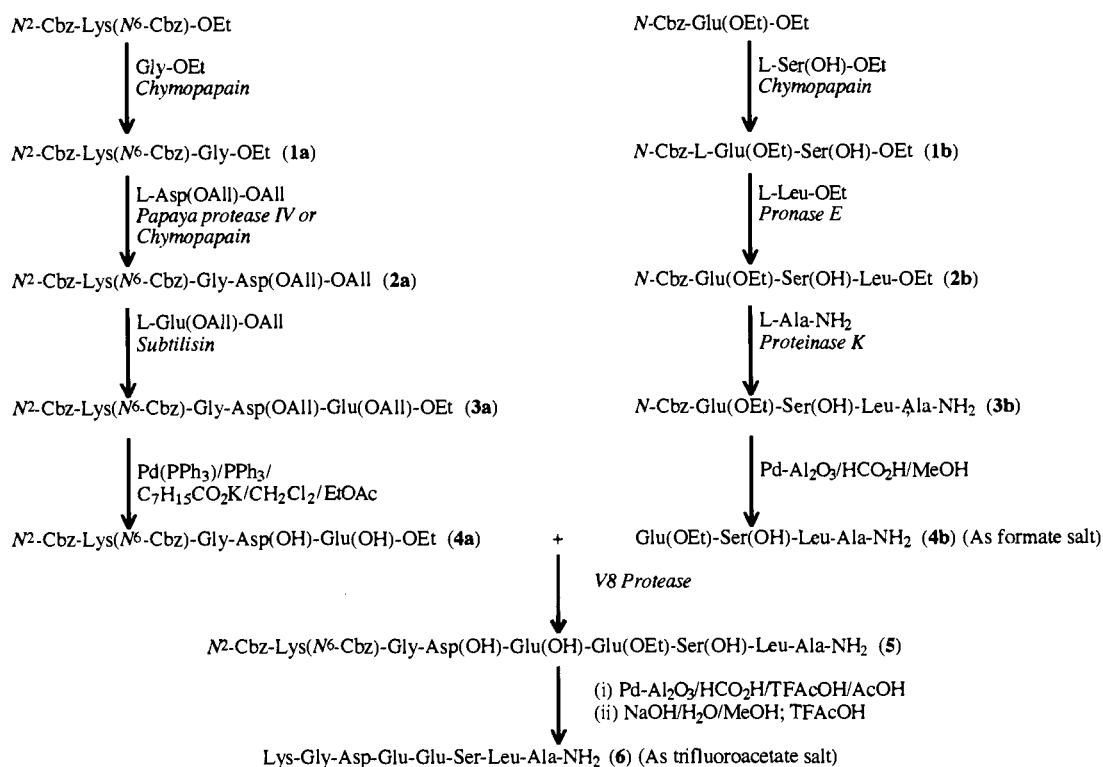 N²-Cbz-Lys(N⁶-Cbz)-OEt
Gly-OEt
Chymopapain
N²-Cbz-Lys(N⁶-Cbz)-Gly-OEt (1a)
L-Asp(OAll)-OAll
Papaya protease IV or
Chymopapain
N²-Cbz-Lys(N⁶-Cbz)-Gly-Asp(OAll)-OAll (2a)
L-Glu(OAll)-OAll
Subtilisin
N²-Cbz-Lys(N⁶-Cbz)-Gly-Asp(OAll)-Glu(OAll)-OEt (3a)
Pd(PPh₃)/PPh₃/
C₇H₁₅CO₂K/CH₂Cl₂/EtOAc
N²-Cbz-Lys(N⁶-Cbz)-Gly-Asp(OH)-Glu(OH)-OEt (4a)
N-Cbz-Glu(OEt)-OEt
L-Ser(OH)-OEt
Chymopapain
N-Cbz-L-Glu(OEt)-Ser(OH)-OEt (1b)
L-Leu-OEt
Pronase E
N-Cbz-Glu(OEt)-Ser(OH)-Leu-OEt (2b)
L-Ala-NH₂
Proteinase K
N-Cbz-Glu(OEt)-Ser(OH)-Leu-Ala-NH₂ (3b)
Pd-Al₂O₃/HCO₂H/MeOH
+
Glu(OEt)-Ser(OH)-Leu-Ala-NH₂ (4b) (As formate salt)
V8 Protease
N²-Cbz-Lys(N⁶-Cbz)-Gly-Asp(OH)-Glu(OH)-Glu(OEt)-Ser(OH)-Leu-Ala-NH₂ (5)
(i) Pd-Al₂O₃/HCO₂H/TFAcOH/AcOH
(ii) NaOH/H₂O/MeOH; TFAcOH
Lys-Gly-Asp-Glu-Glu-Ser-Leu-Ala-NH₂ (6) (As trifluoroacetate salt)